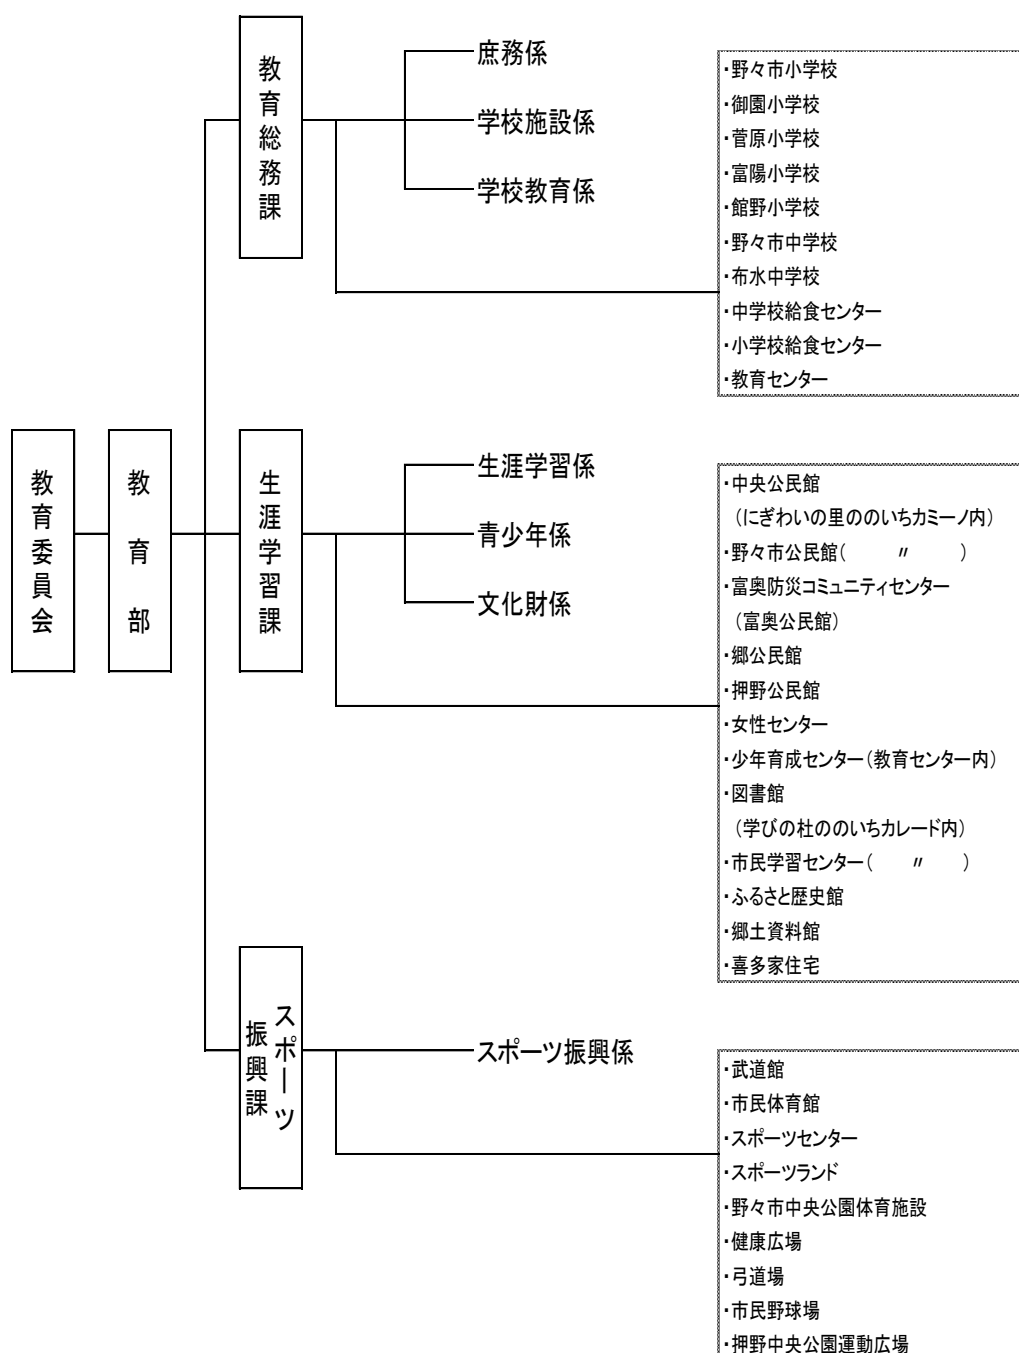 教育委員会
教育部
教育総務課
庶務係
学校施設係
学校教育係
・野々市小学校
・御園小学校
・菅原小学校
・富陽小学校
・館野小学校
・野々市中学校
・布水中学校
・中学校給食センター
・小学校給食センター
・教育センター
生涯学習課
生涯学習係
青少年係
文化財係
・中央公民館
（にぎわいの里ののいちカミーノ内）
・野々市公民館（　　〃　　）
・富奥防災コミュニティセンター
（富奥公民館）
・郷公民館
・押野公民館
・女性センター
・少年育成センター（教育センター内）
・図書館
（学びの杜ののいちカレード内）
・市民学習センター（　　〃　　）
・ふるさと歴史館
・郷土資料館
・喜多家住宅
スポーツ
振興課
スポーツ振興係
・武道館
・市民体育館
・スポーツセンター
・スポーツランド
・野々市中央公園体育施設
・健康広場
・弓道場
・市民野球場
・押野中央公園運動広場